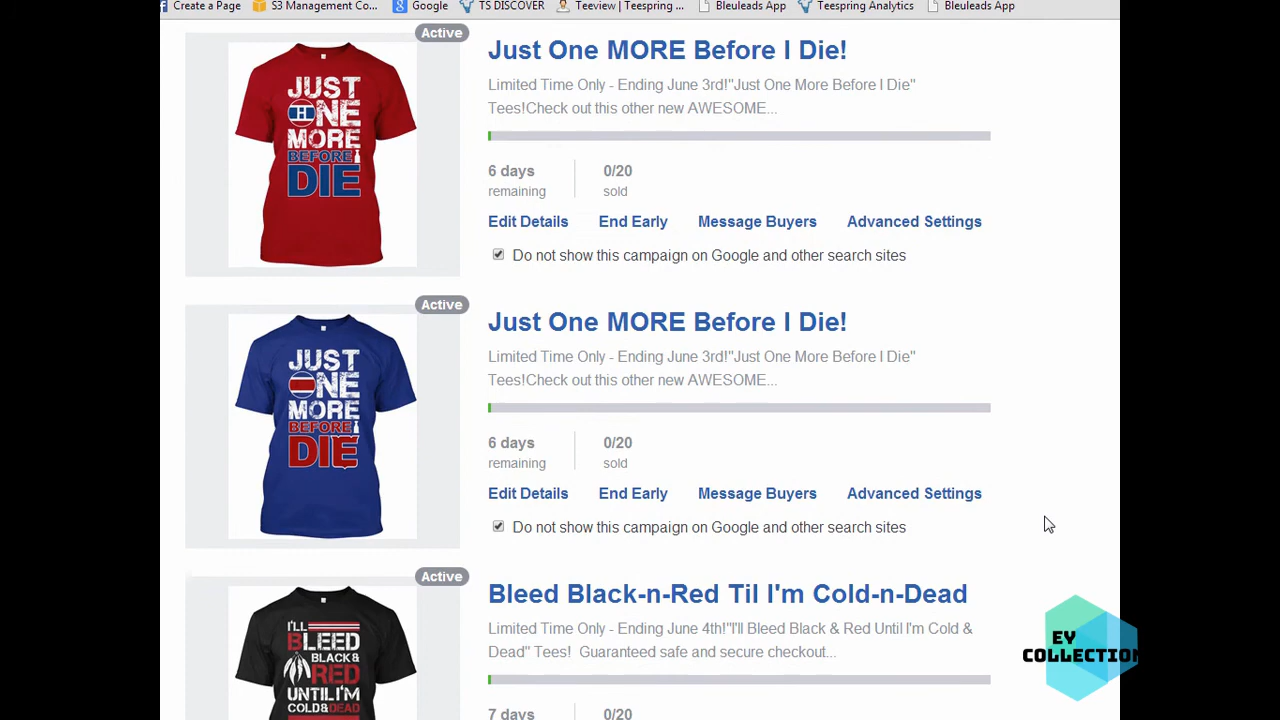 Create a Page S3 Management Co... Google TS DISCOVER Teeview | Teespring ... Bleuleads App Teespring Analytics Bleuleads App
Active
JUST
ONE
MORE
BEFORE I
DIE
Just One MORE Before I Die!
Limited Time Only - Ending June 3rd!"Just One More Before I Die"
Tees!Check out this other new AWESOME...
6 days
remaining
0/20
sold
Edit Details End Early Message Buyers Advanced Settings
Do not show this campaign on Google and other search sites
Active
JUST
ONE
MORE
BEFORE I
DIE
Just One MORE Before I Die!
Limited Time Only - Ending June 3rd!"Just One More Before I Die"
Tees!Check out this other new AWESOME...
6 days
remaining
0/20
sold
Edit Details End Early Message Buyers Advanced Settings
Do not show this campaign on Google and other search sites
Active
I'LL
BLEED
BLACK&
RED
UNTIL I'M
COLD&DEAD
Bleed Black-n-Red Til I'm Cold-n-Dead
Limited Time Only - Ending June 4th!"I'll Bleed Black & Red Until I'm Cold &
Dead" Tees! Guaranteed safe and secure checkout...
7 days 0/20
EY
COLLECTION